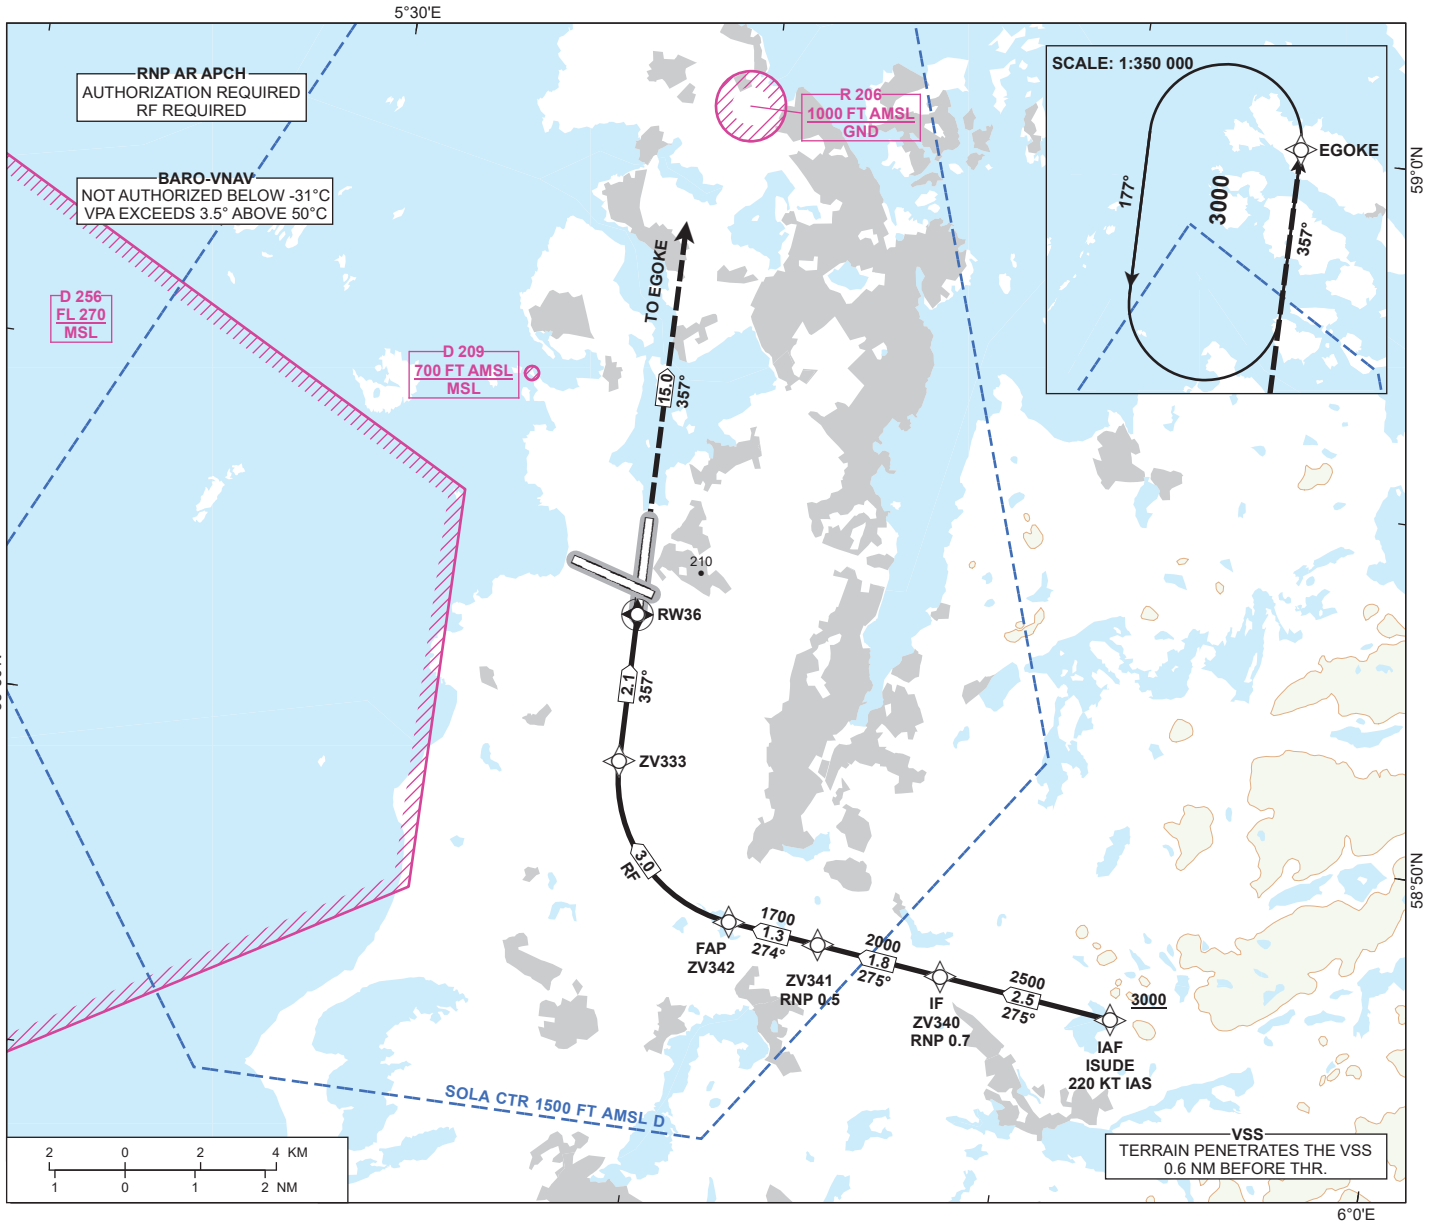 5°30'E
RNP AR APCH
AUTHORIZATION REQUIRED
RF REQUIRED
BARO-VNAV
NOT AUTHORIZED BELOW -31°C
VPA EXCEEDS 3.5° ABOVE 50°C
R 206
1000 FT AMSL
GND
SCALE: 1:350 000
EGOKE
177°
3000
357°
59°0'N
D 256
FL 270
MSL
D 209
700 FT AMSL
MSL
TO EGOKE
15.0
357°
210
RW36
2.1
357°
ZV333
3.0
RF
58°50'N
FAP
ZV342
1700
1.3
274°
ZV341
RNP 0.5
2000
1.8
275°
IF
ZV340
RNP 0.7
2500
2.5
275°
3000
IAF
ISUDE
220 KT IAS
SOLA CTR 1500 FT AMSL D
VSS
TERRAIN PENETRATES THE VSS
0.6 NM BEFORE THR.
2 0 2 4 KM
1 0 1 2 NM
6°0'E